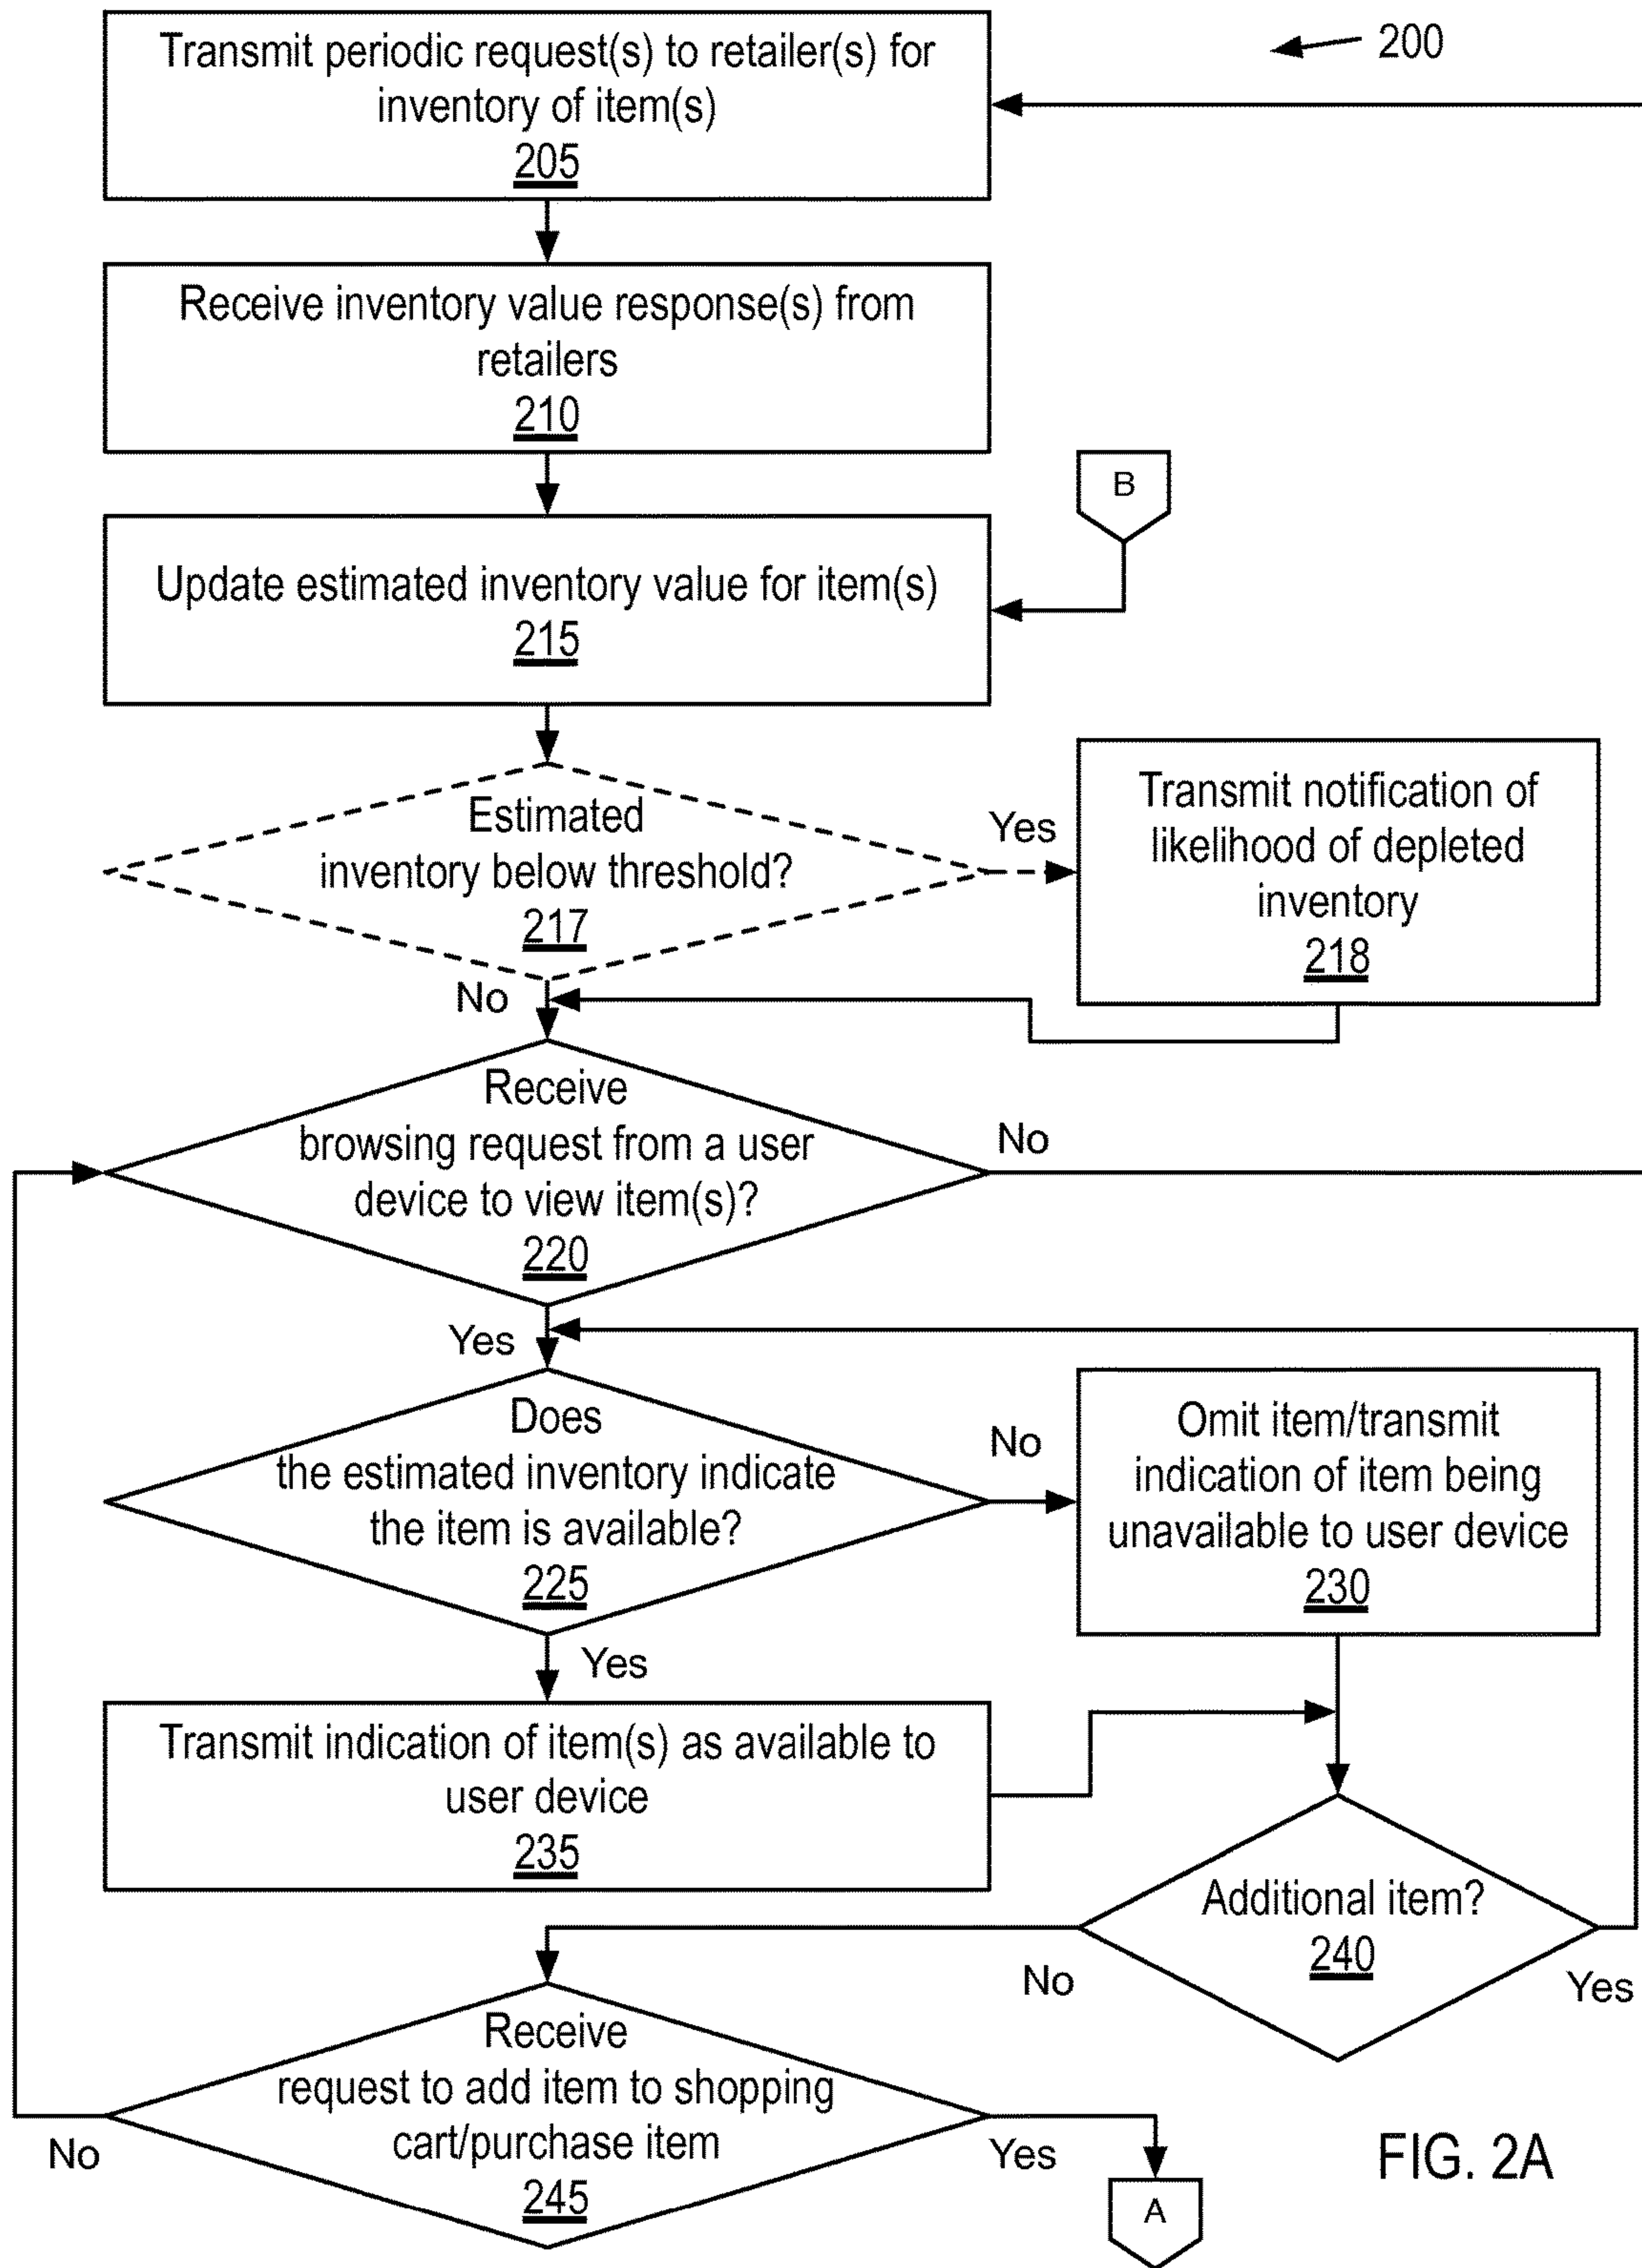 200
Transmit periodic request(s) to retailer(s) for
inventory of item(s)
205
Receive inventory value response(s) from
retailers
210
B
Update estimated inventory value for item(s)
215
Estimated
inventory below threshold?
217
Yes
Transmit notification of
likelihood of depleted
inventory
218
No
Receive
browsing request from a user
device to view item(s)?
220
No
Yes
Does
the estimated inventory indicate
the item is available?
225
No
Omit item/transmit
indication of item being
unavailable to user device
230
Yes
Transmit indication of item(s) as available to
user device
235
Additional item?
240
No
Yes
Receive
request to add item to shopping
cart/purchase item
245
No
Yes
A
FIG. 2A